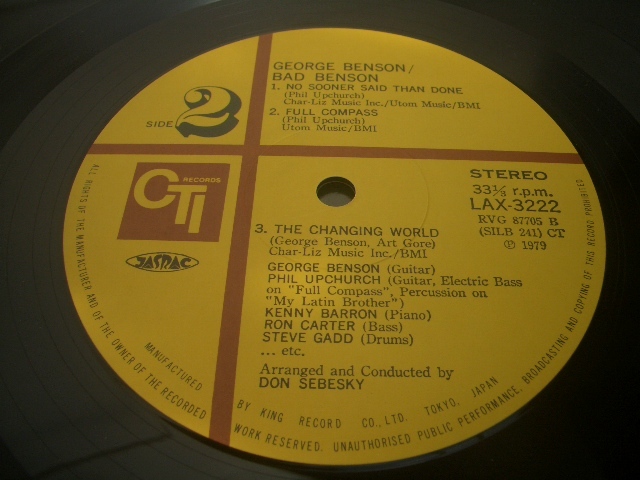 GEORGE BENSON/
BAD BENSON
1. NO SOONER SAID THAN DONE
(Phil Upchurch)
Char-Liz Music Inc./Utom Music/BMI
2. FULL COMPASS
(Phil Upchurch)
Utom Music/BMI
SIDE 2
CTI RECORDS
JASRAC
STEREO
33⅓ r.p.m.
LAX-3222
RVG 87705 B
(SILB 241) CT
Ⓟ 1979
3. THE CHANGING WORLD
(George Benson, Art Gore)
Char-Liz Music Inc./BMI
GEORGE BENSON (Guitar)
PHIL UPCHURCH (Guitar, Electric Bass
on "Full Compass", Percussion on
"My Latin Brother")
KENNY BARRON (Piano)
RON CARTER (Bass)
STEVE GADD (Drums)
... etc.
Arranged and Conducted by
DON SEBESKY
MANUFACTURED BY KING RECORD CO., LTD. TOKYO, JAPAN
ALL RIGHTS OF THE MANUFACTURER AND OF THE OWNER OF THE RECORDED WORK RESERVED. UNAUTHORISED PUBLIC PERFORMANCE, BROADCASTING AND COPYING OF THIS RECORD PROHIBITED